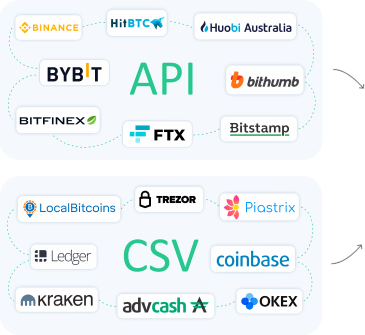 BINANCE
HitBTC
Huobi Australia
BYBIT
API
bithumb
BITFINEX
FTX
Bitstamp
LocalBitcoins
TREZOR
Piastrix
Ledger
CSV
coinbase
KRAKEN
advcash
OKEX